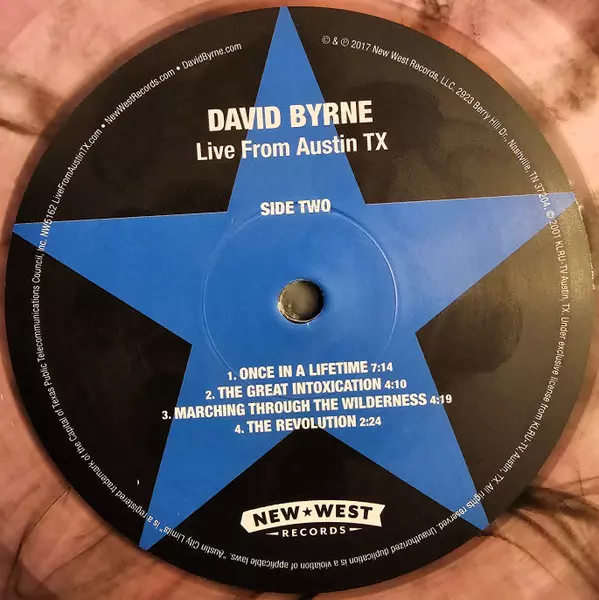 DAVID BYRNE
Live From Austin TX
SIDE TWO
1. ONCE IN A LIFETIME 7:14
2. THE GREAT INTOXICATION 4:10
3. MARCHING THROUGH THE WILDERNESS 4:19
4. THE REVOLUTION 2:24
NEW★WEST
RECORDS
© & ℗ 2017 New West Records, LLC, 2923 Berry Hill Dr., Nashville, TN 37204. © 2001 KLRU-TV Austin, TX. Under exclusive license from KLRU-TV Austin, TX. All rights reserved. Unauthorized duplication is a violation of applicable laws. "Austin City Limits" is a registered trademark of the Capital of Texas Public Telecommunications Council, Inc. NW5162 LiveFromAustinTX.com • NewWestRecords.com • DavidByrne.com